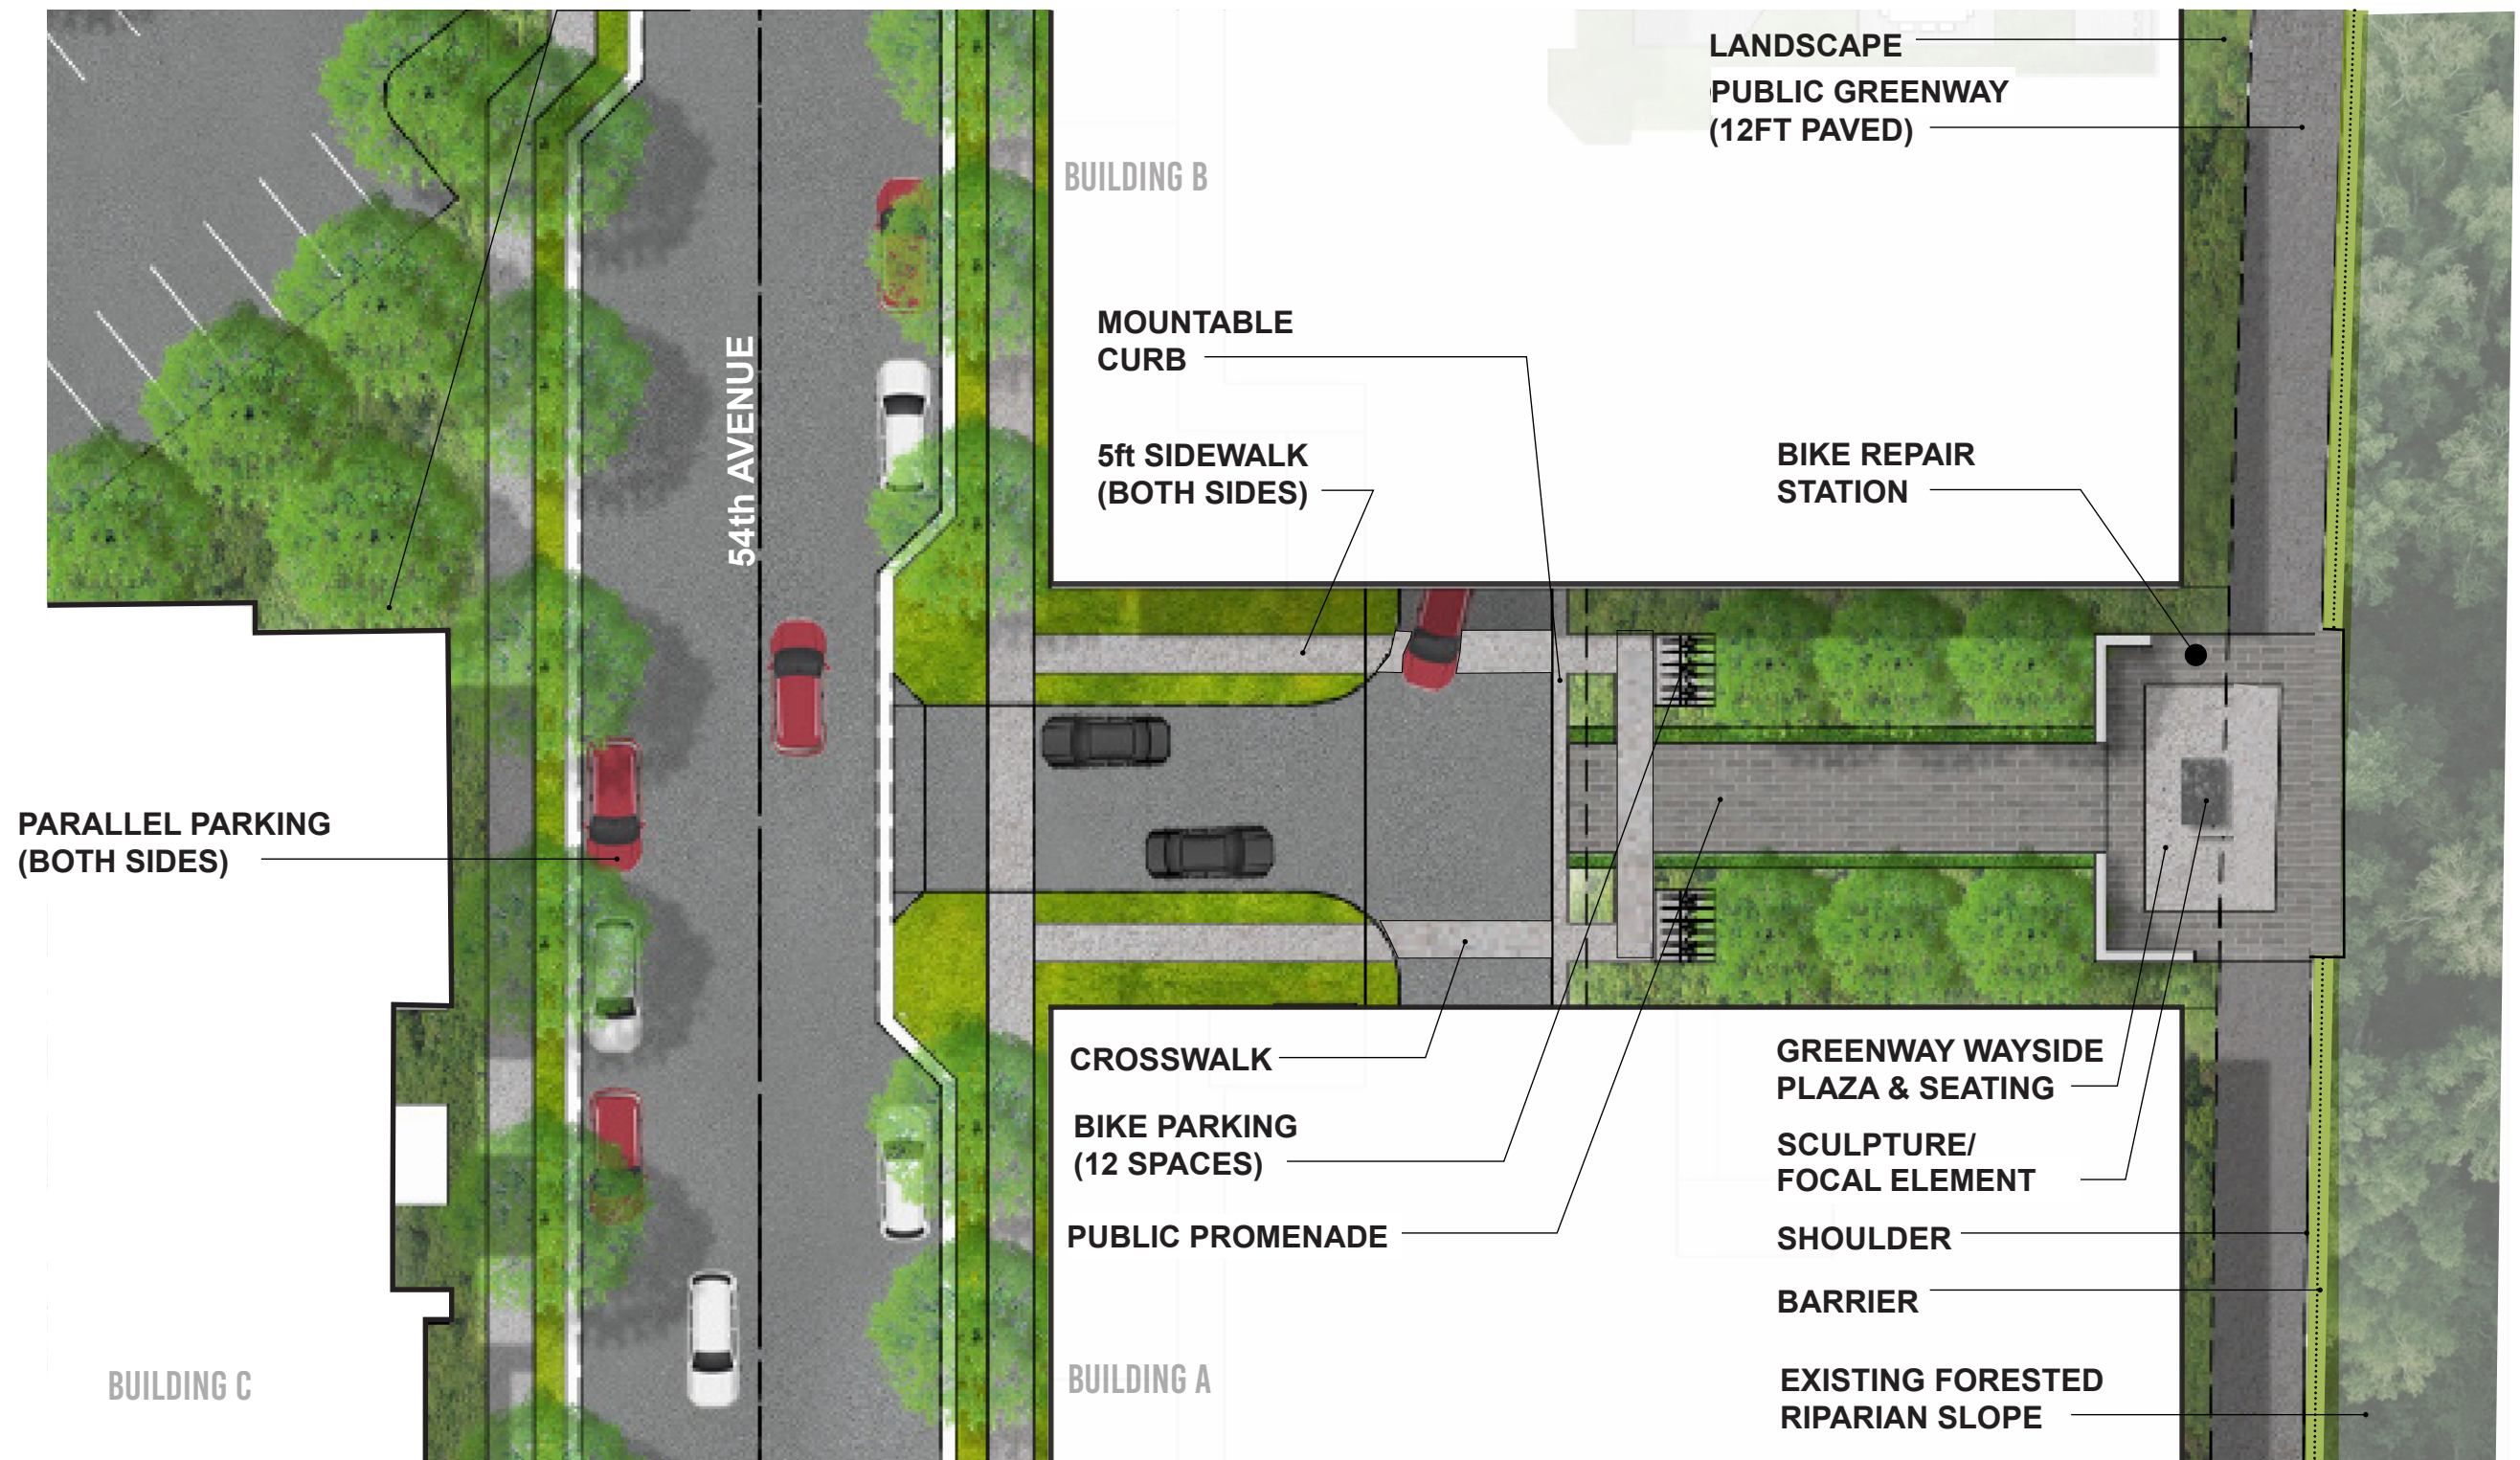 LANDSCAPE
PUBLIC GREENWAY
(12FT PAVED)
BUILDING B
MOUNTABLE
CURB
5ft SIDEWALK
(BOTH SIDES)
BIKE REPAIR
STATION
54th AVENUE
PARALLEL PARKING
(BOTH SIDES)
CROSSWALK
BIKE PARKING
(12 SPACES)
PUBLIC PROMENADE
GREENWAY WAYSIDE
PLAZA & SEATING
SCULPTURE/
FOCAL ELEMENT
SHOULDER
BARRIER
EXISTING FORESTED
RIPARIAN SLOPE
BUILDING C
BUILDING A